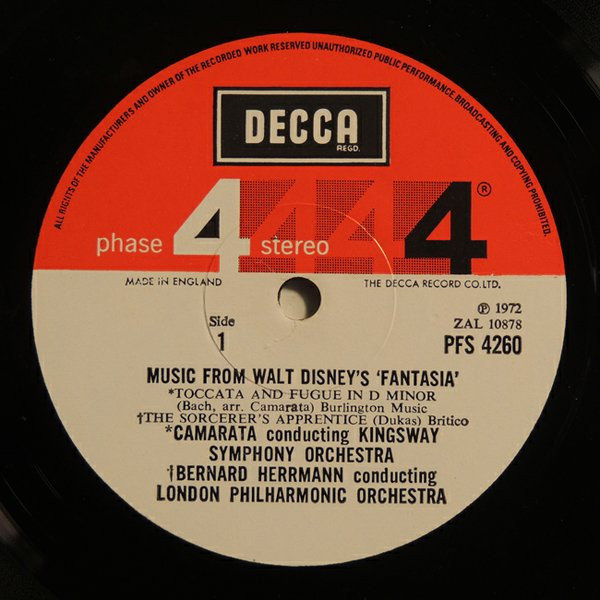 ALL RIGHTS OF THE MANUFACTURERS AND OWNER OF THE RECORDED WORK RESERVED UNAUTHORIZED PUBLIC PERFORMANCE, BROADCASTING AND COPYING PROHIBITED.
DECCA
REGD.
phase 4 stereo 4 4 4 ®
MADE IN ENGLAND THE DECCA RECORD CO. LTD.
Ⓟ 1972
Side ZAL 10878
1 PFS 4260
MUSIC FROM WALT DISNEY'S 'FANTASIA'
*TOCCATA AND FUGUE IN D MINOR
(Bach, arr. Camarata) Burlington Music
†THE SORCERER'S APPRENTICE (Dukas) Britico
*CAMARATA conducting KINGSWAY
SYMPHONY ORCHESTRA
†BERNARD HERRMANN conducting
LONDON PHILHARMONIC ORCHESTRA